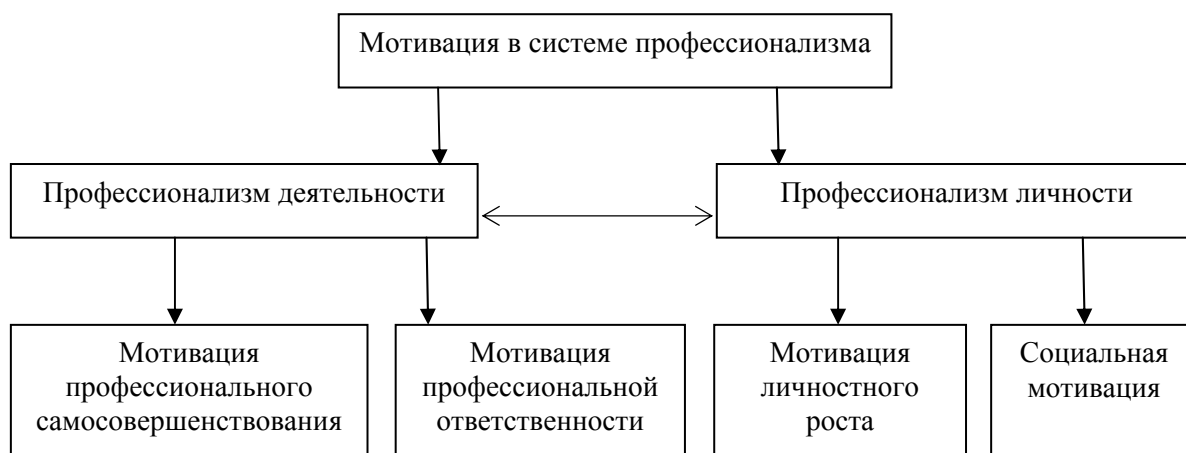 Мотивация в системе профессионализма
Профессионализм деятельности
Профессионализм личности
Мотивация
профессионального
самосовершенствования
Мотивация
профессиональной
ответственности
Мотивация
личностного
роста
Социальная
мотивация